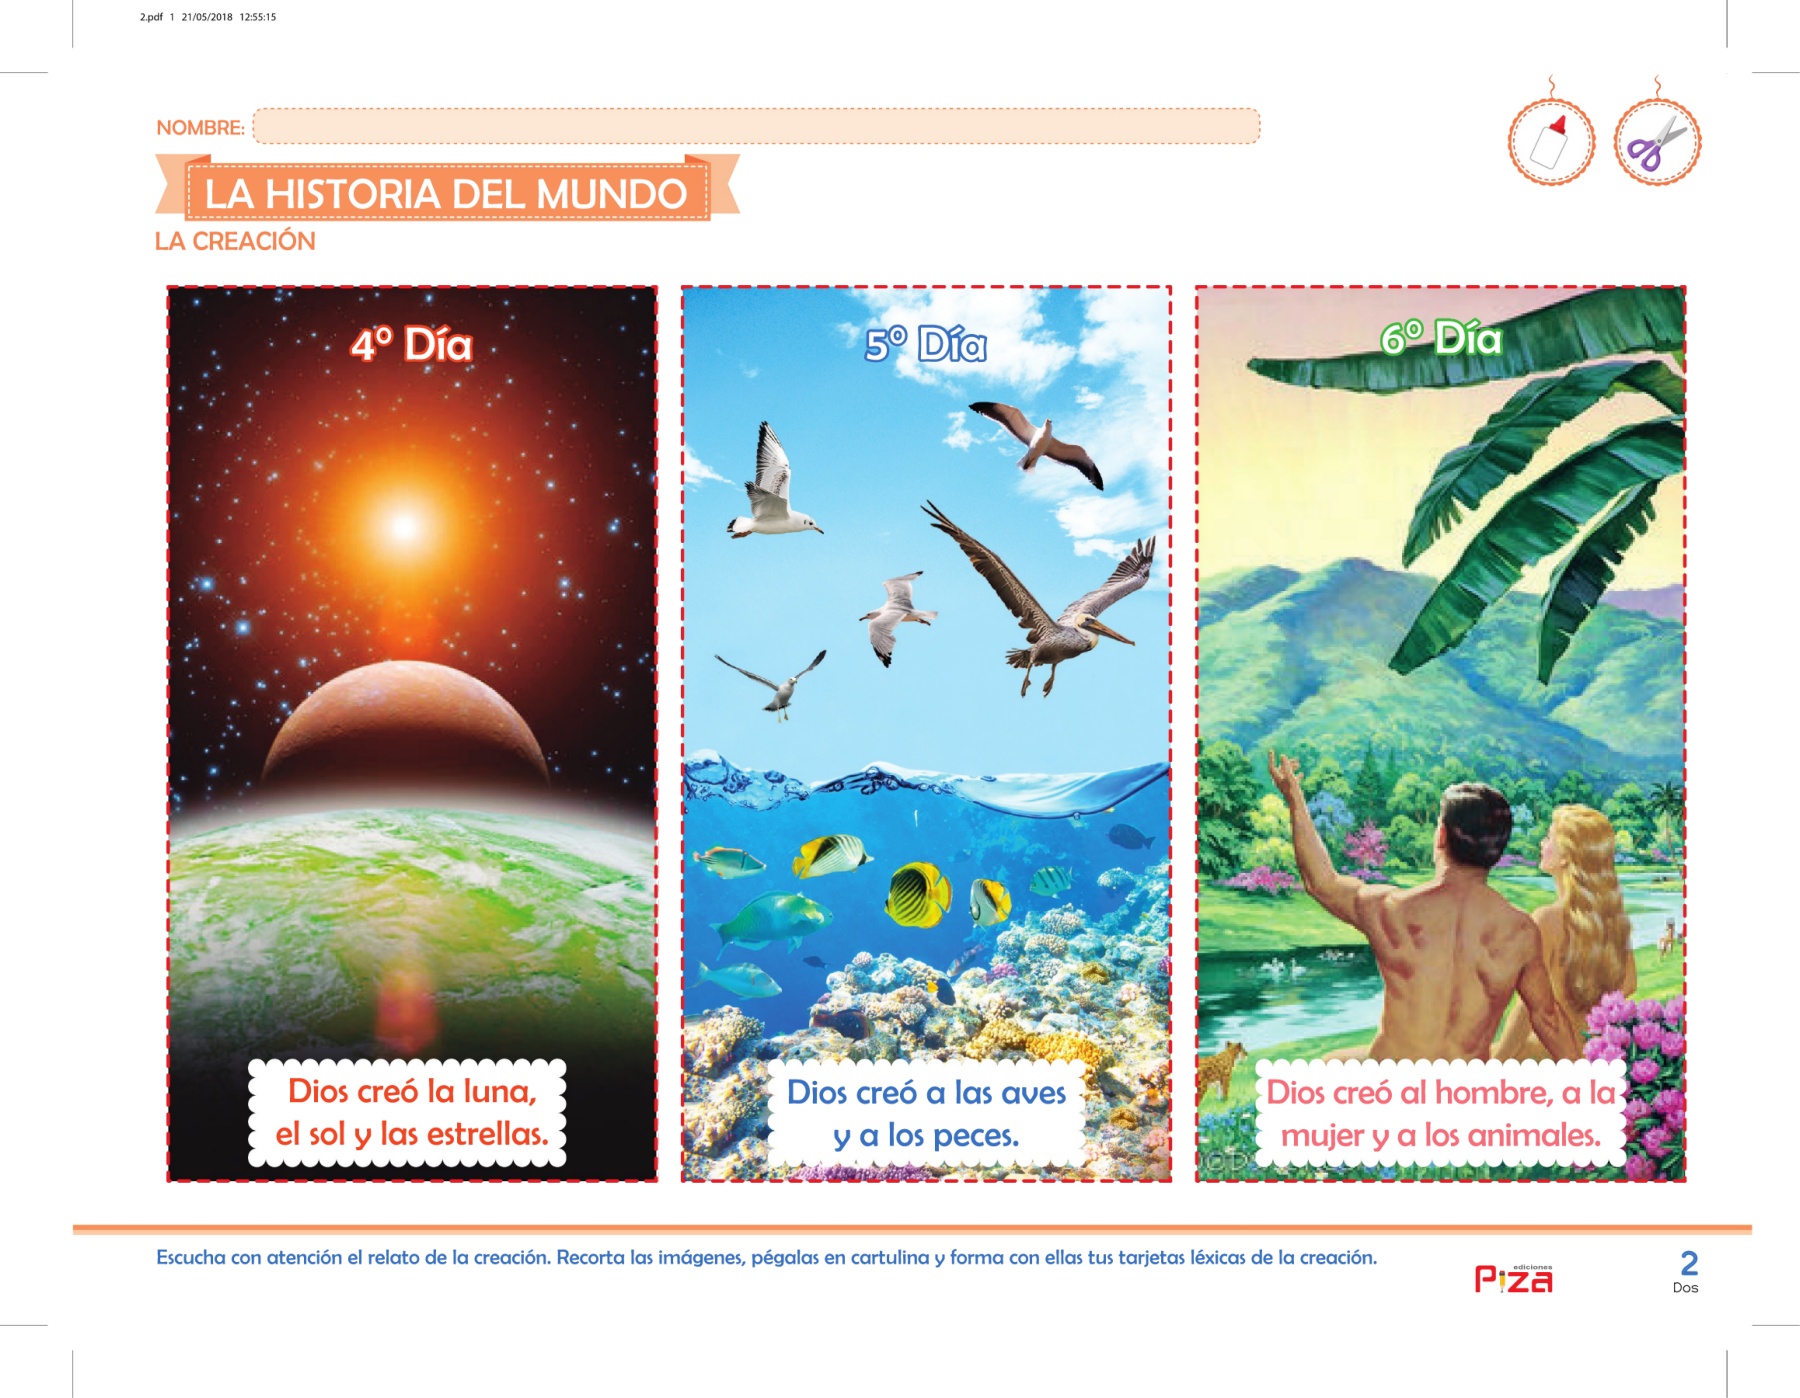 2.pdf 1 21/05/2018 12:55:15
NOMBRE:
LA HISTORIA DEL MUNDO
LA CREACIÓN
4º Día
Dios creó la luna,
el sol y las estrellas.
5º Día
Dios creó a las aves
y a los peces.
6º Día
Dios creó al hombre, a la
mujer y a los animales.
Escucha con atención el relato de la creación. Recorta las imágenes, pégalas en cartulina y forma con ellas tus tarjetas léxicas de la creación.
ediciones
Piza
2
Dos